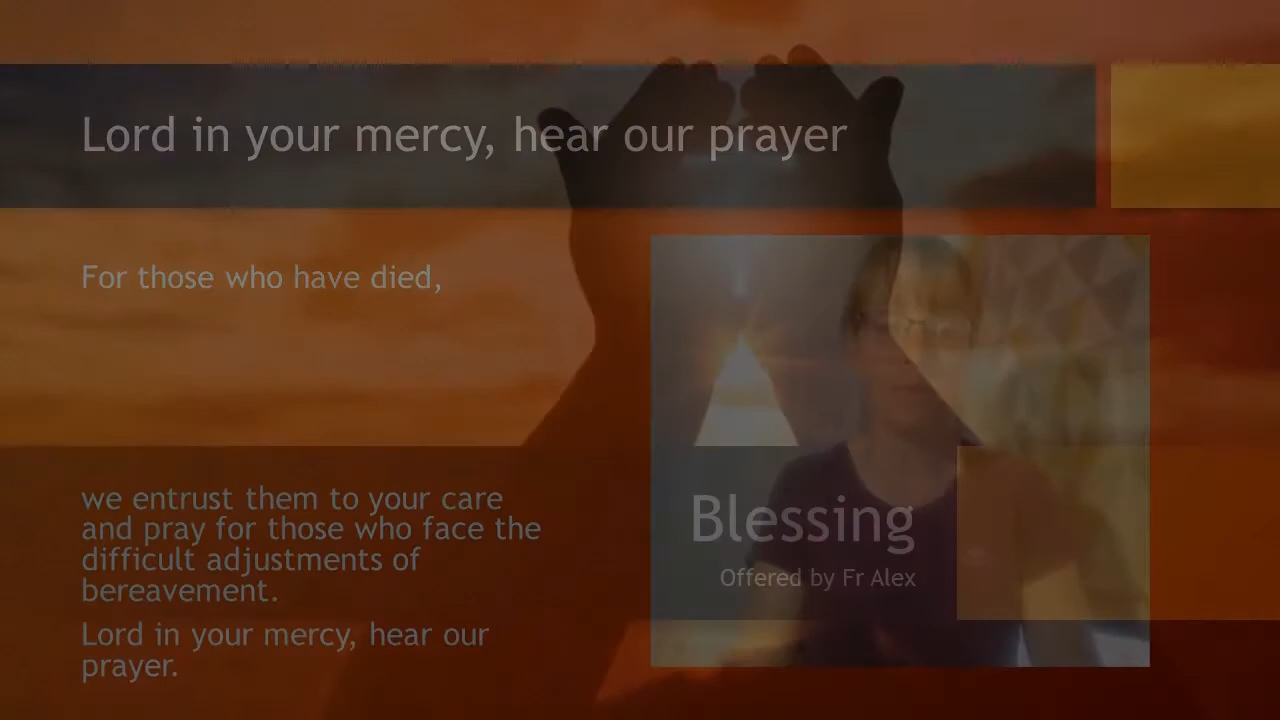 Lord in your mercy, hear our prayer
For those who have died,
we entrust them to your care
and pray for those who face the
difficult adjustments of
bereavement.
Lord in your mercy, hear our
prayer.
Blessing
Offered by Fr Alex